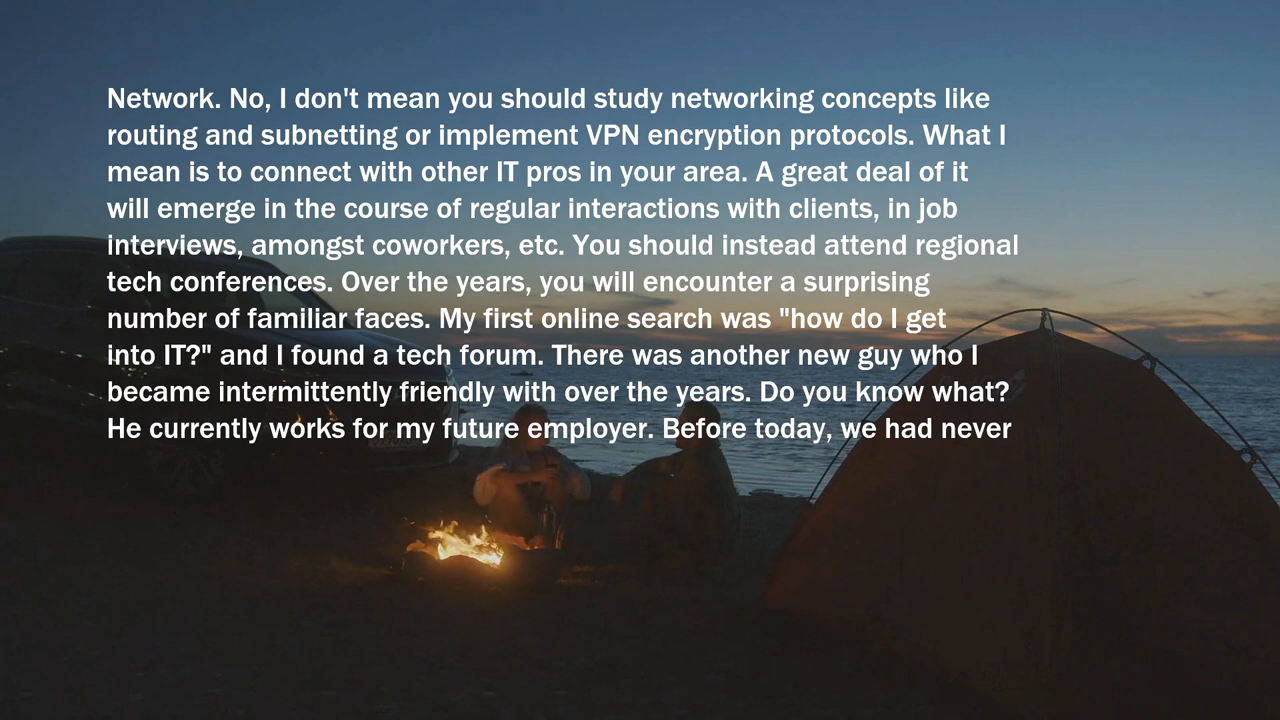 Network. No, I don't mean you should study networking concepts like
routing and subnetting or implement VPN encryption protocols. What I
mean is to connect with other IT pros in your area. A great deal of it
will emerge in the course of regular interactions with clients, in job
interviews, amongst coworkers, etc. You should instead attend regional
tech conferences. Over the years, you will encounter a surprising
number of familiar faces. My first online search was "how do I get
into IT?" and I found a tech forum. There was another new guy who I
became intermittently friendly with over the years. Do you know what?
He currently works for my future employer. Before today, we had never